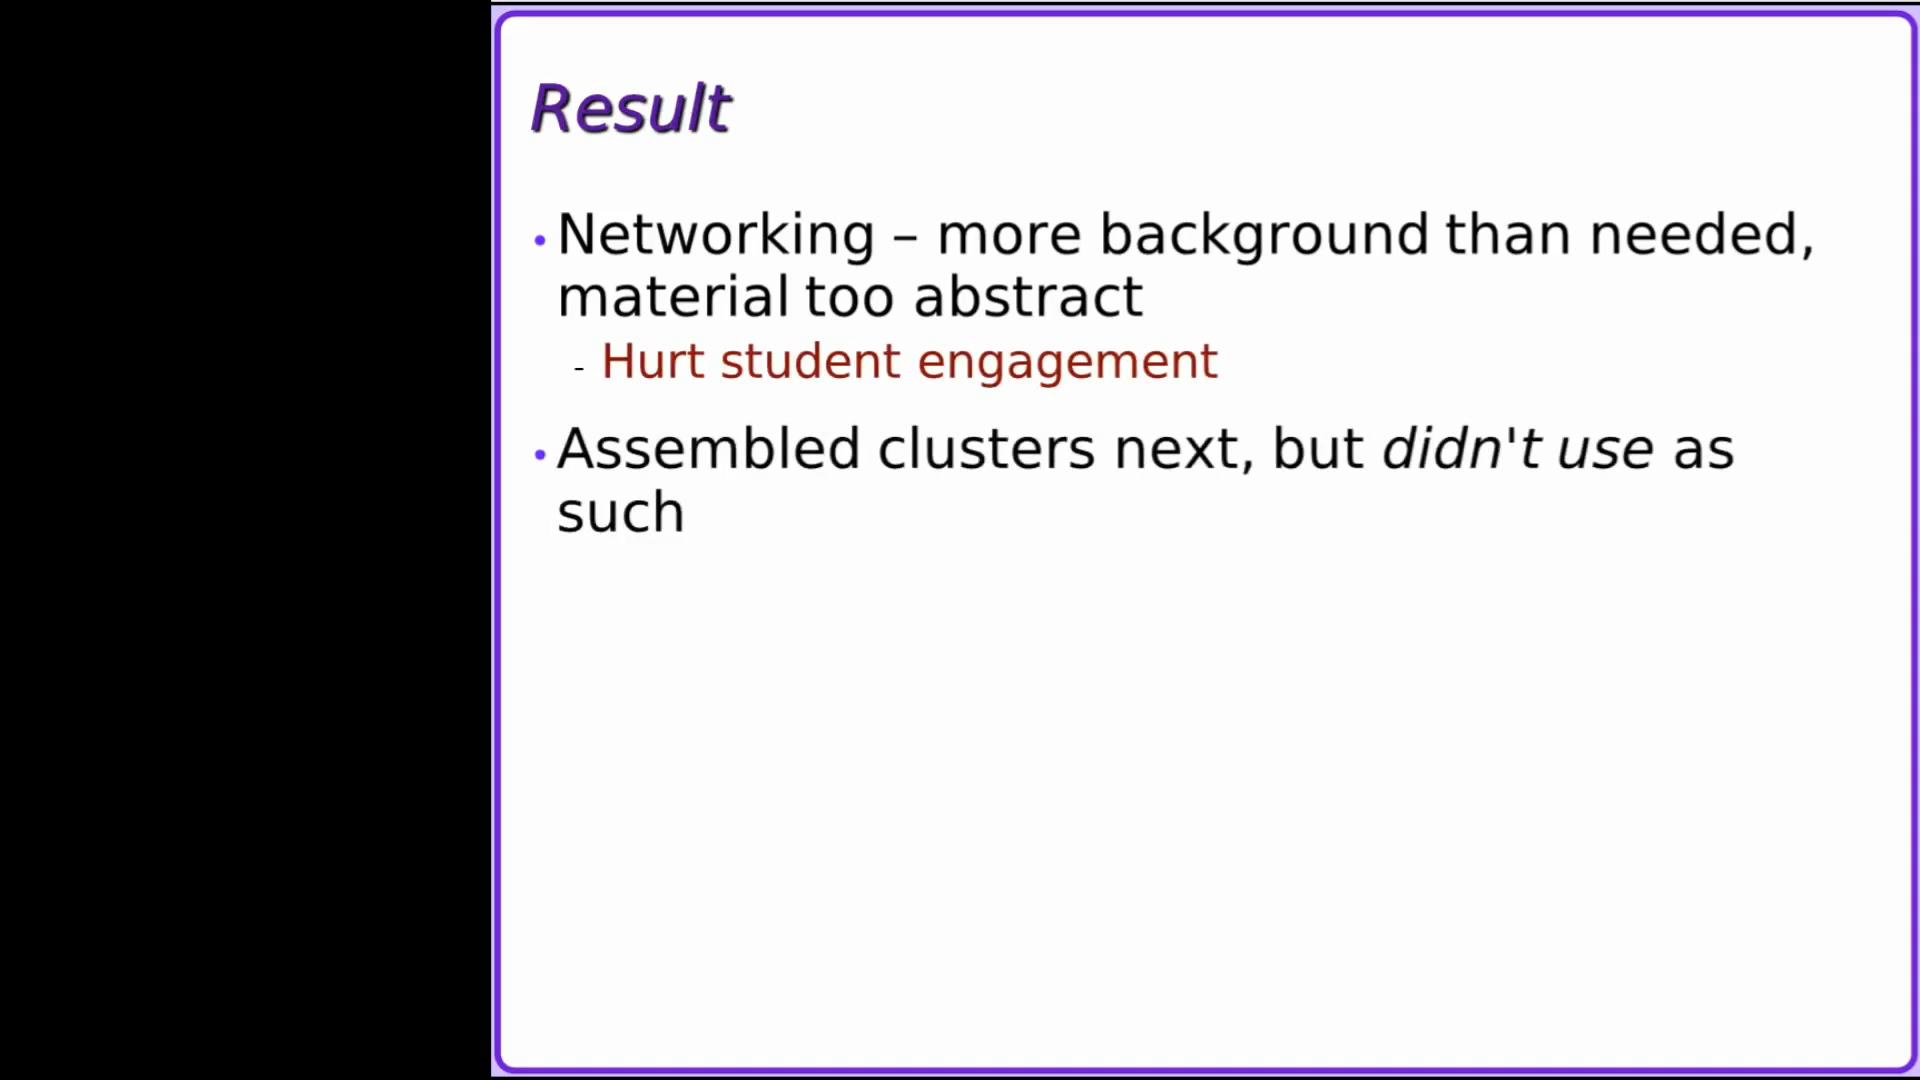 Result
• Networking – more background than needed,
material too abstract
- Hurt student engagement
• Assembled clusters next, but didn't use as
such